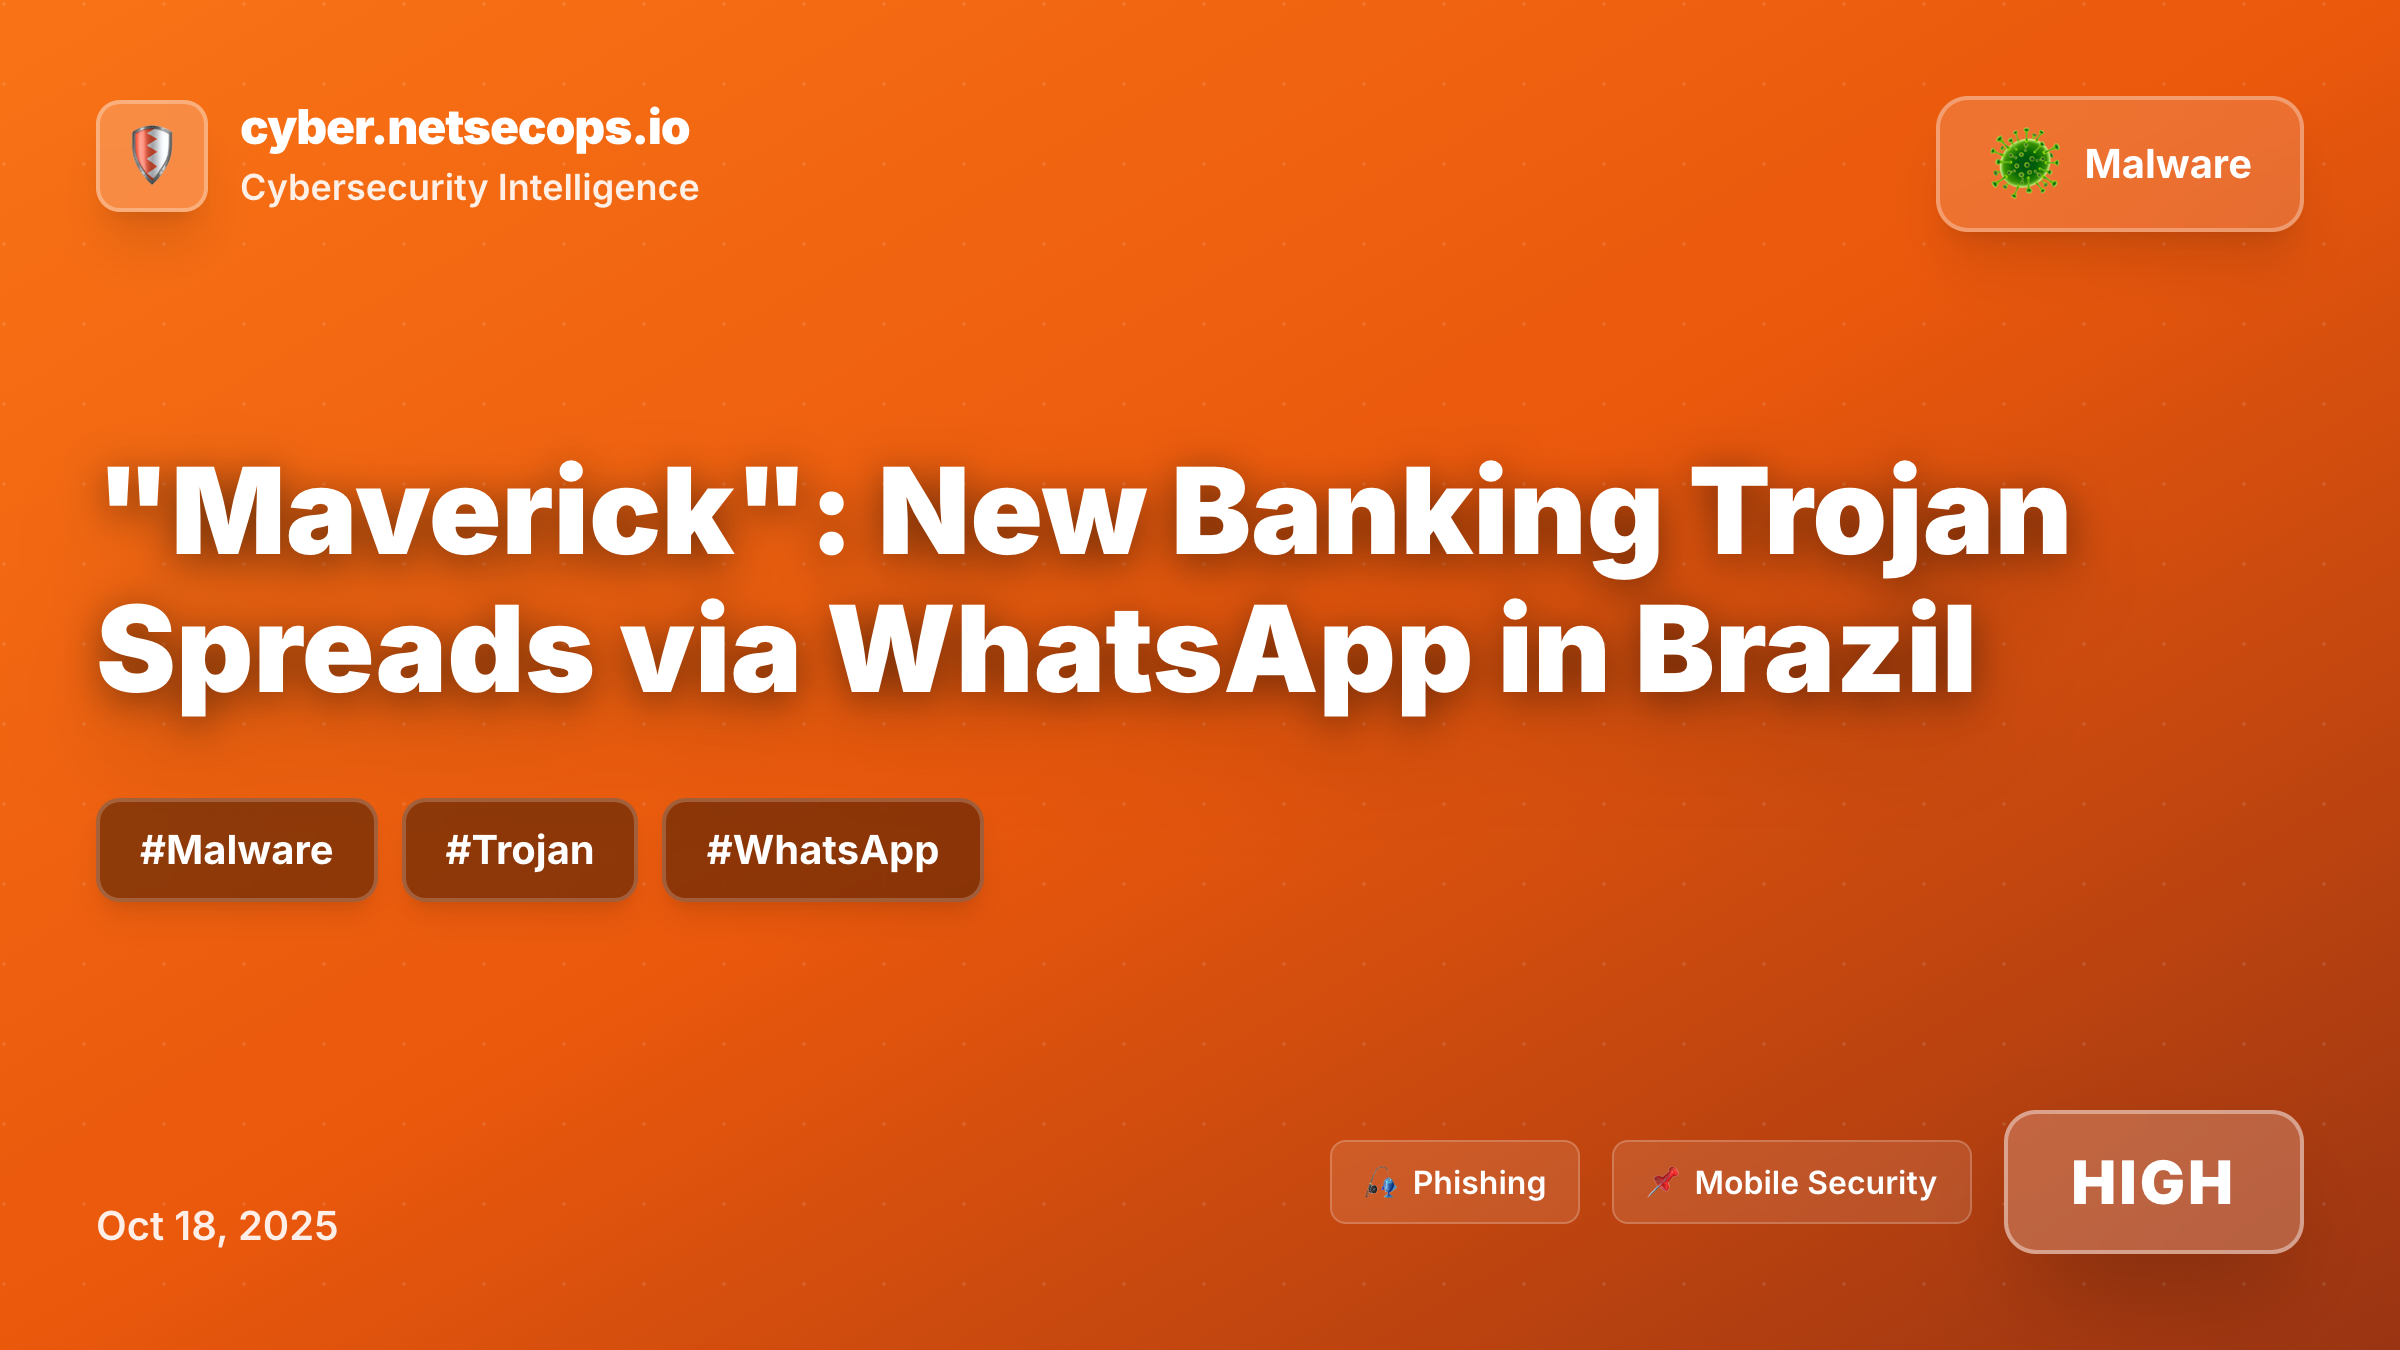 cyber.netsecops.io
Cybersecurity Intelligence
Malware
"Maverick": New Banking Trojan
Spreads via WhatsApp in Brazil
#Malware
#Trojan
#WhatsApp
Oct 18, 2025
Phishing
Mobile Security
HIGH